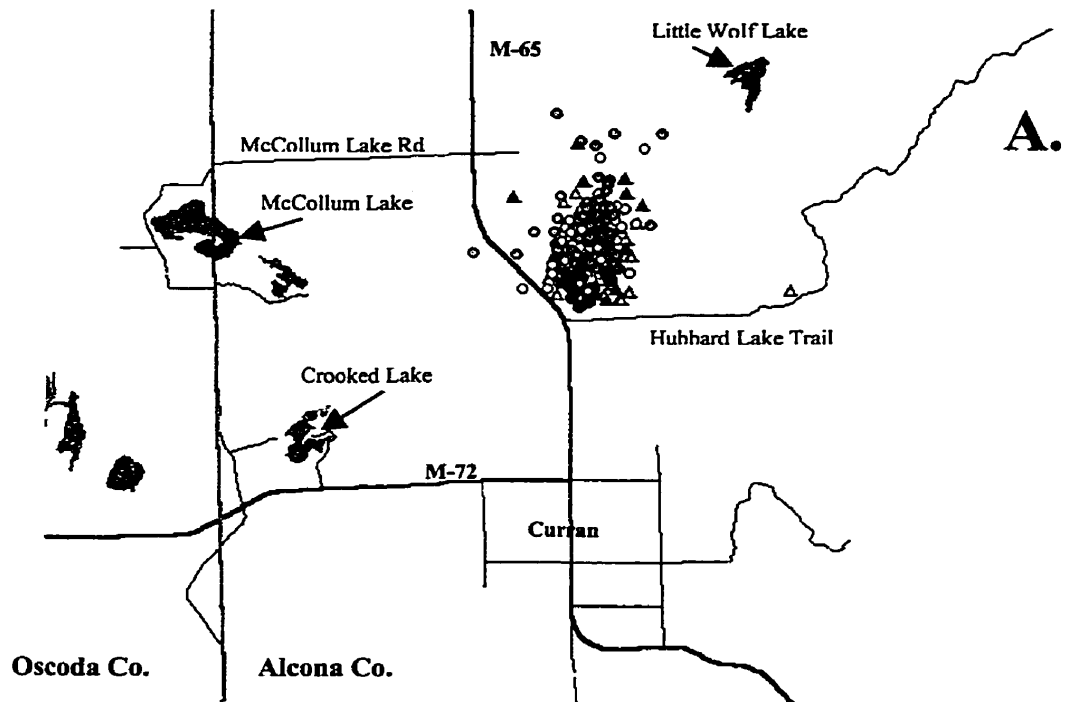 Little Wolf Lake
M-65
A.
McCollum Lake Rd
McCollum Lake
Hubbard Lake Trail
Crooked Lake
M-72
Curran
Oscoda Co.
Alcona Co.